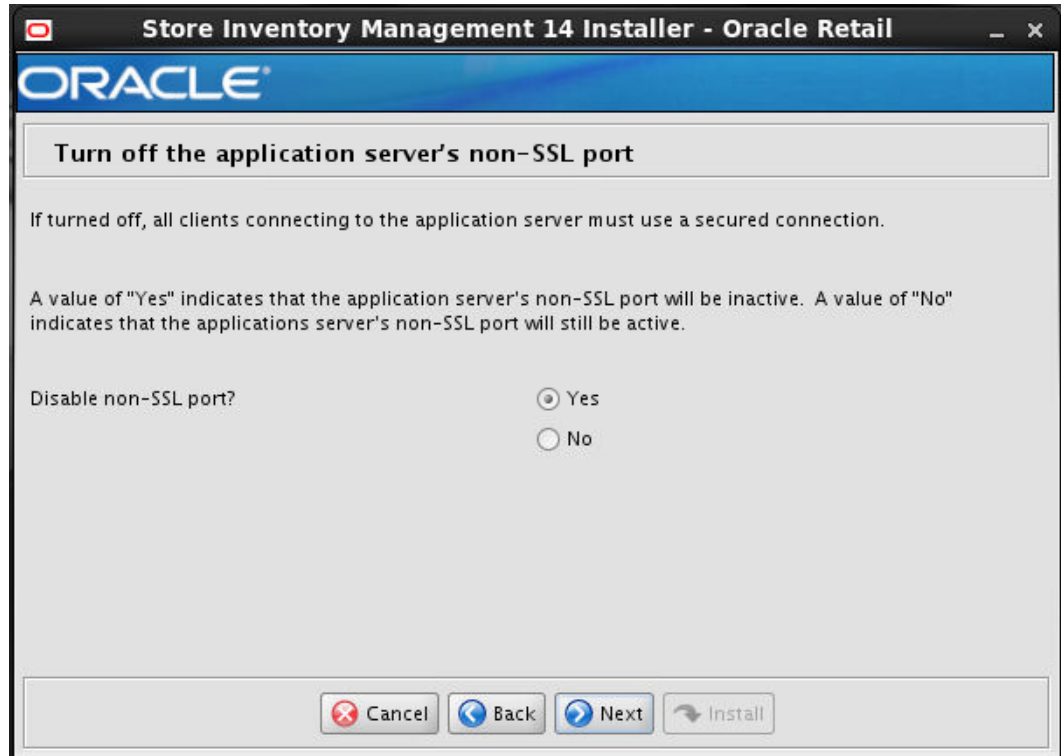 Store Inventory Management 14 Installer - Oracle Retail
ORACLE®
Turn off the application server's non-SSL port
If turned off, all clients connecting to the application server must use a secured connection.
A value of "Yes" indicates that the application server's non-SSL port will be inactive.  A value of "No"
indicates that the applications server's non-SSL port will still be active.
Disable non-SSL port?
Yes
No
Cancel
Back
Next
Install